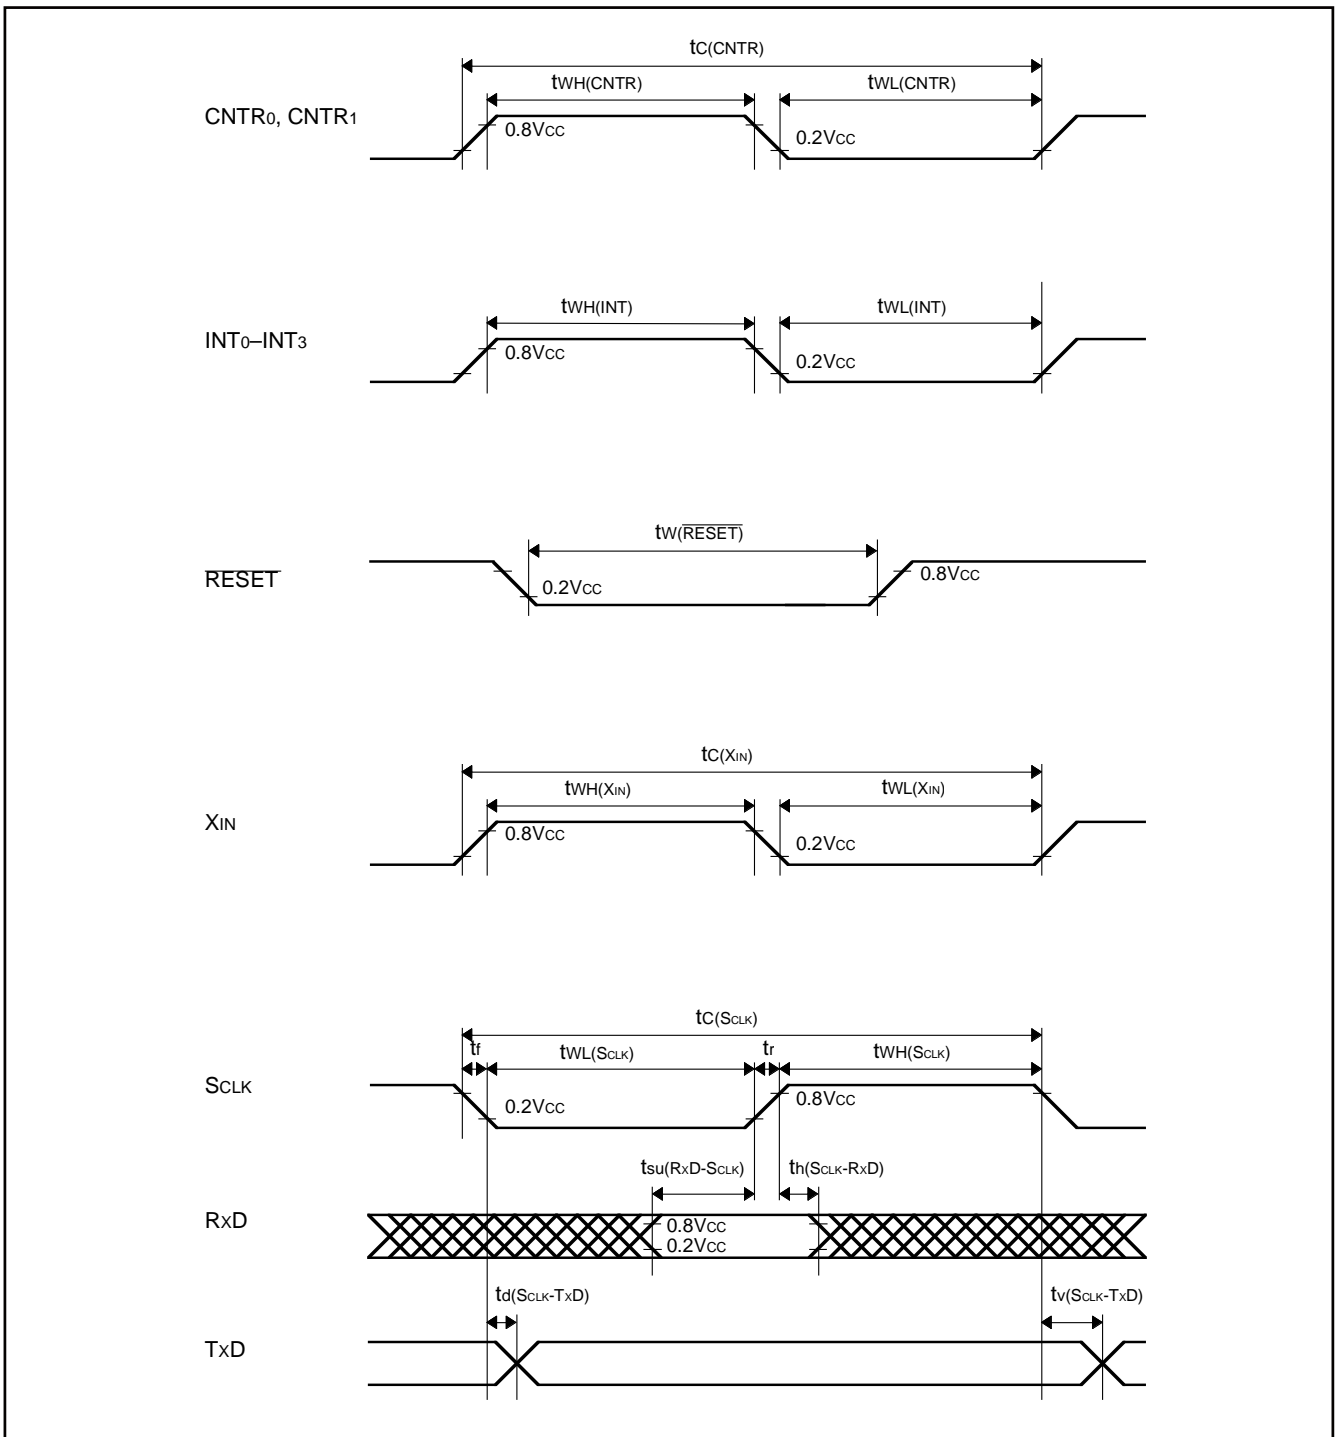 tC(CNTR)
tWH(CNTR) tWL(CNTR)
CNTR0, CNTR1
0.8VCC
0.2VCC
tWH(INT) tWL(INT)
INT0–INT3
0.8VCC
0.2VCC
tW(RESET)
RESET
0.2VCC
0.8VCC
tC(XIN)
tWH(XIN) tWL(XIN)
XIN
0.8VCC
0.2VCC
tC(SCLK)
tf tWL(SCLK) tr tWH(SCLK)
SCLK
0.2VCC
0.8VCC
tsu(RxD-SCLK) th(SCLK-RxD)
RxD
0.8VCC
0.2VCC
td(SCLK-TxD) tv(SCLK-TxD)
TxD